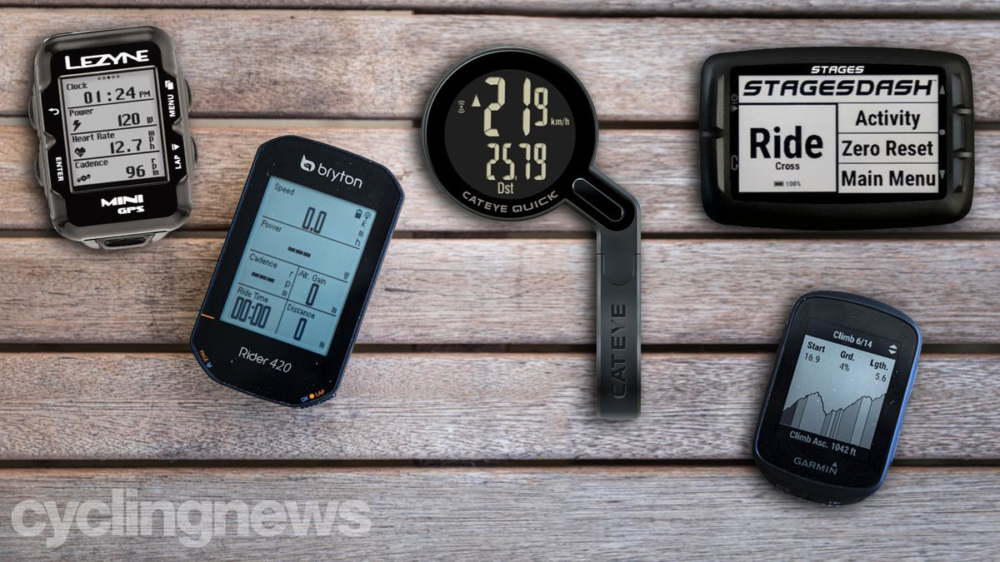 LEZYNE
Clock
01:24 PM
Power
120 W
Heart Rate
12.7 mph
Cadence
96 rpm
ENTER
MENU
LAP
MINI
GPS
bryton
Speed
0.0 kmh
Power
--- W
Cadence
--- rpm
Alt. Gain
0 M
Ride Time
00:00
Distance
0 M
Rider 420
PAGE
OK LAP
219 km/h
25.79
Dst
CATEYE QUICK
CATEYE
STAGES
STAGESDASH
Ride
Cross
100%
Activity
Zero Reset
Main Menu
Climb 6/14
Start Grd. Lgth.
16.9 4% 5.6
Climb Asc. 1042 ft
GARMIN
cyclingnews